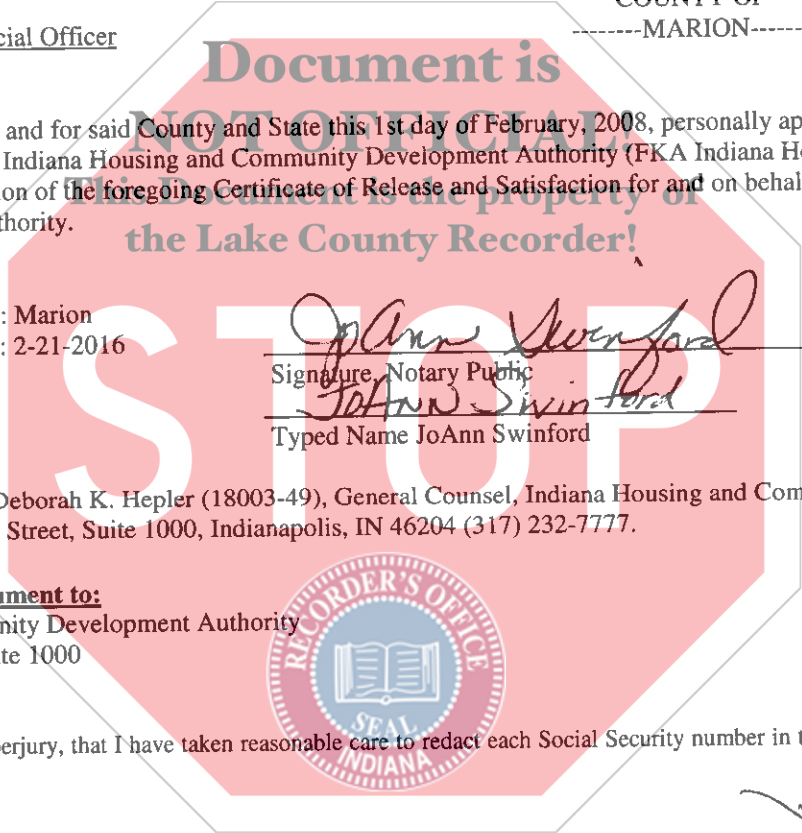 COUNTY OF
cial Officer
--------MARION------
Document is
NOT OFFICIAL!
and for said County and State this 1st day of February, 2008, personally ap
Indiana Housing and Community Development Authority (FKA Indiana Ho
ion of the foregoing Certificate of Release and Satisfaction for and on behal
This Document is the property of
thority.
the Lake County Recorder!
: Marion
: 2-21-2016
STOP
JoAnn Swinford
Signature, Notary Public
JoAnn Swinford
Typed Name JoAnn Swinford
Deborah K. Hepler (18003-49), General Counsel, Indiana Housing and Com
Street, Suite 1000, Indianapolis, IN 46204 (317) 232-7777.
ument to:
nity Development Authority
te 1000
RECORDER'S OFFICE
SEAL
INDIANA
erjury, that I have taken reasonable care to redact each Social Security number in t